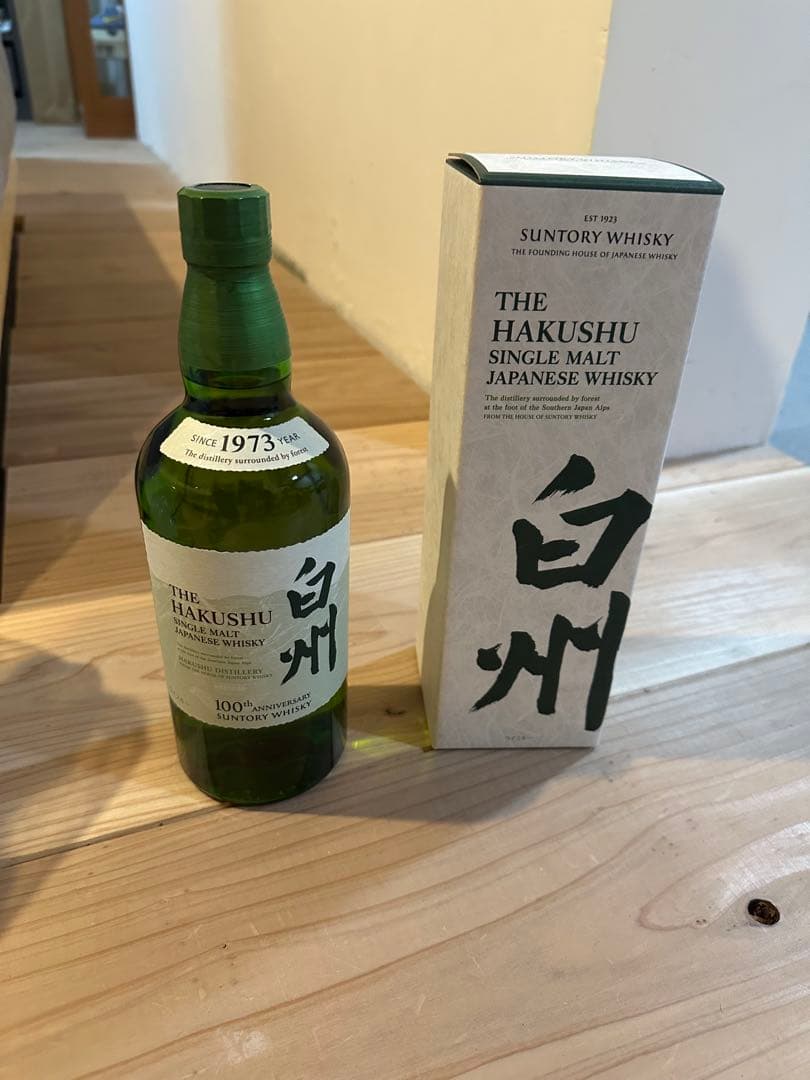 SINCE 1973 YEAR
The distillery surrounded by forest
THE
HAKUSHU
SINGLE MALT
JAPANESE WHISKY
白州
HAKUSHU DISTILLERY
100th ANNIVERSARY
SUNTORY WHISKY
EST 1923
SUNTORY WHISKY
THE FOUNDING HOUSE OF JAPANESE WHISKY
THE
HAKUSHU
SINGLE MALT
JAPANESE WHISKY
The distillery surrounded by forest
at the foot of the Southern Japan Alps
FROM THE HOUSE OF SUNTORY WHISKY
白州